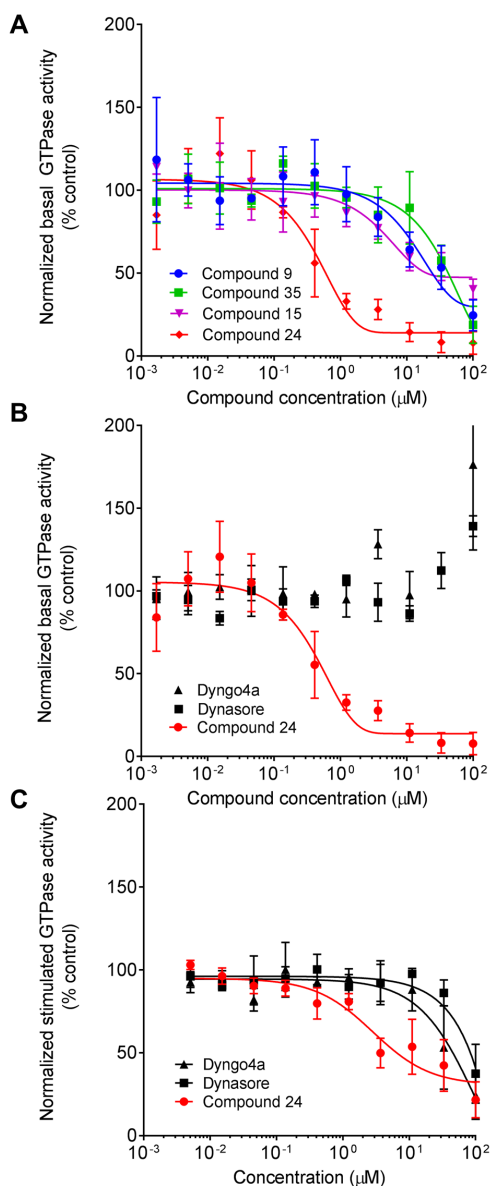 A
Normalized basal GTPase activity
(% control)
200
150
100
50
0
Compound 9
Compound 35
Compound 15
Compound 24
10⁻³ 10⁻² 10⁻¹ 10⁰ 10¹ 10²
Compound concentration (μM)
B
Normalized basal GTPase activity
(% control)
200
150
100
50
0
Dyngo4a
Dynasore
Compound 24
10⁻³ 10⁻² 10⁻¹ 10⁰ 10¹ 10²
Compound concentration (μM)
C
Normalized stimulated GTPase activity
(% control)
200
150
100
50
0
Dyngo4a
Dynasore
Compound 24
10⁻³ 10⁻² 10⁻¹ 10⁰ 10¹ 10²
Concentration (μM)